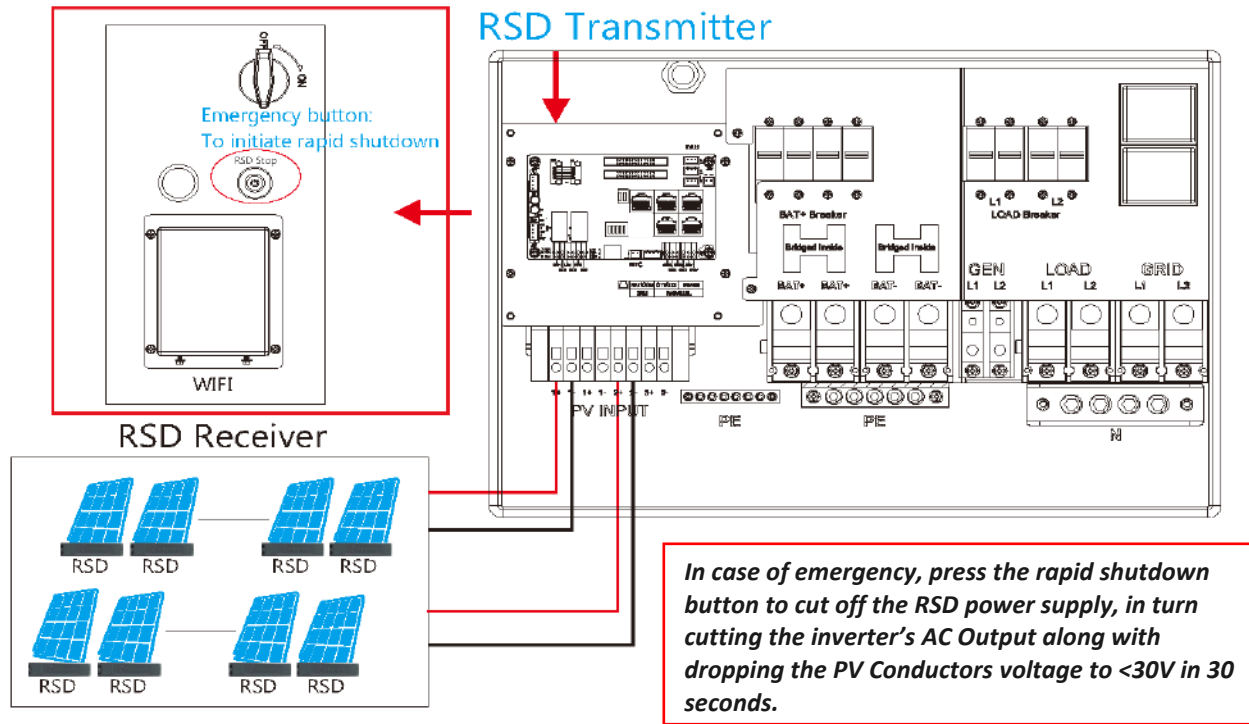 RSD Transmitter
OFF
ON
Emergency button:
To initiate rapid shutdown
RSD Stop
WIFI
BAT+ Breaker
L1
L2
LOAD Breaker
Bridged Inside
Bridged Inside
BAT+
BAT+
BAT-
BAT-
GEN
L1
L2
LOAD
L1
L2
GRID
L1
L2
PV INPUT
PE
PE
N
RSD Receiver
RSD
RSD
RSD
RSD
RSD
RSD
RSD
RSD
In case of emergency, press the rapid shutdown
button to cut off the RSD power supply, in turn
cutting the inverter’s AC Output along with
dropping the PV Conductors voltage to <30V in 30
seconds.